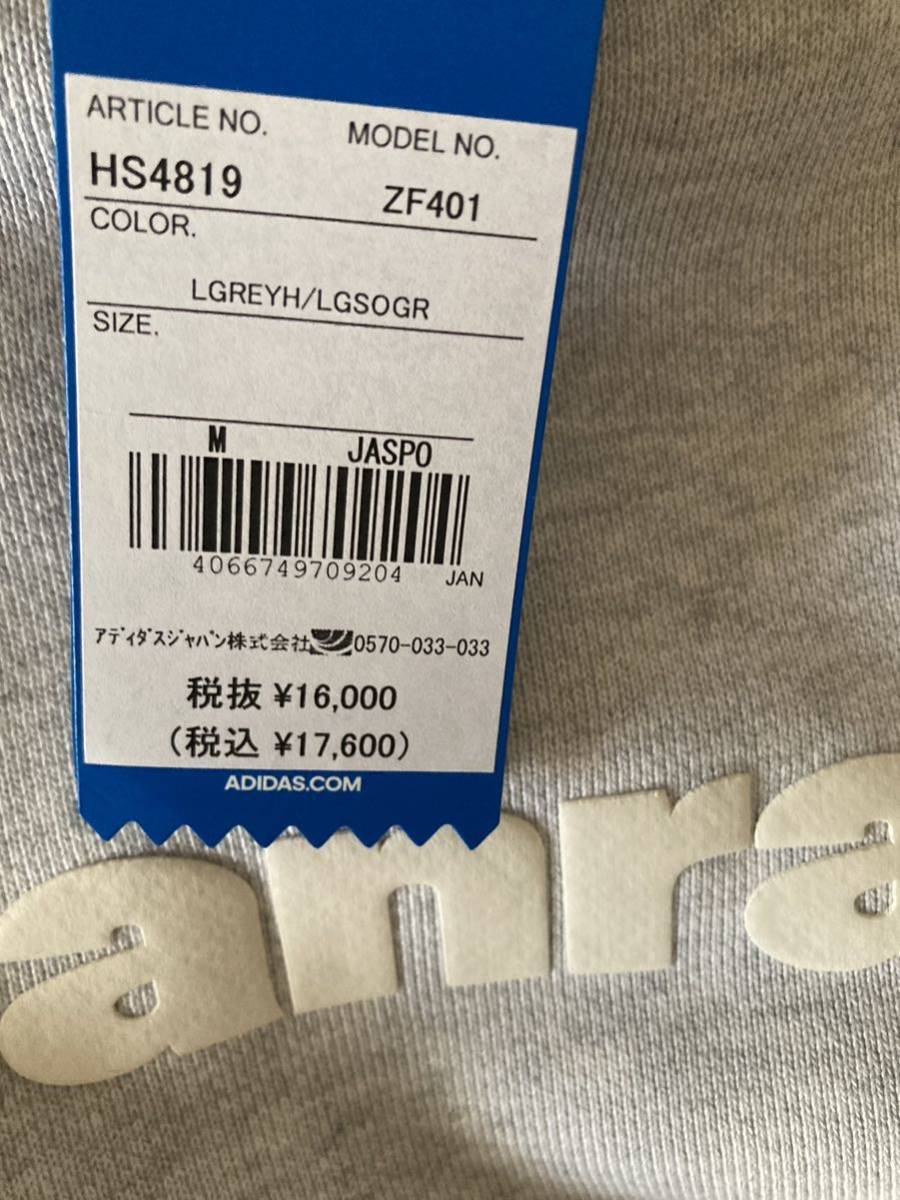 ARTICLE NO. MODEL NO.
HS4819 ZF401
COLOR.
LGREYH/LGSOGR
SIZE.
M JASPO
4066749709204 JAN
アディダスジャパン株式会社 0570-033-033
税抜 ¥16,000
(税込 ¥17,600)
ADIDAS.COM
anra